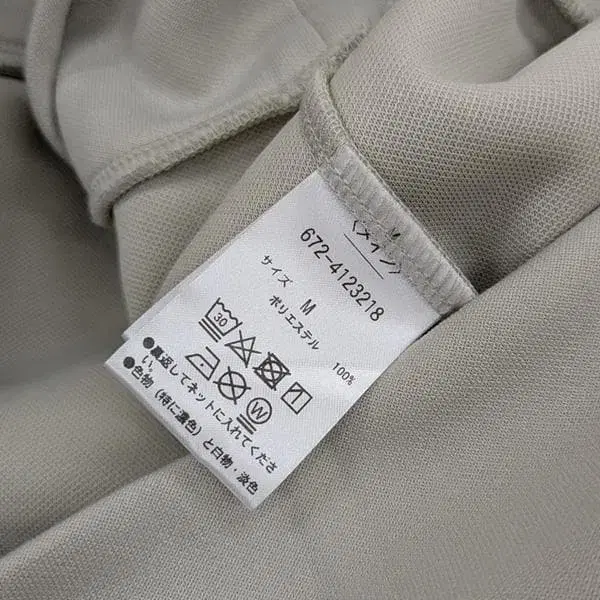 M
〈メイン〉
672-4123218
サイズ M
ポリエステル 100%
30
W
●裏返してネットに入れてくださ
い。
●色物（特に濃色）と白物・淡色